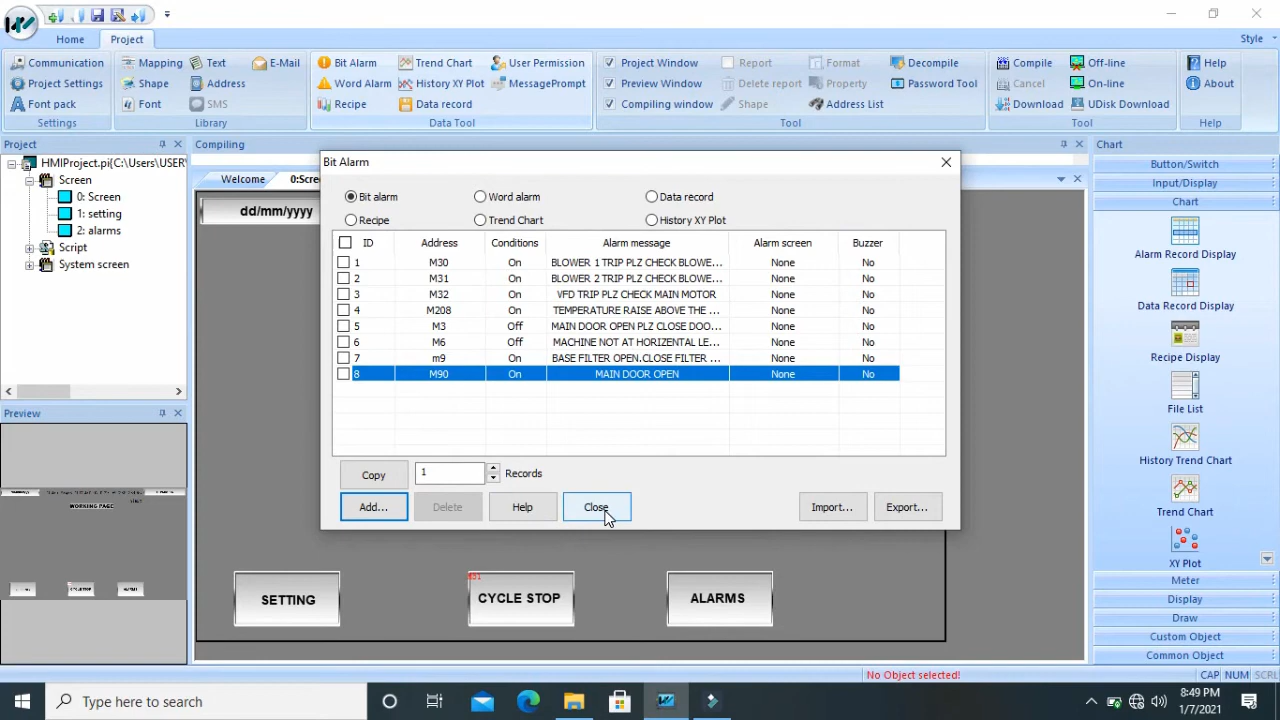 Home
Project
Style
Communication
Project Settings
Font pack
Settings
Mapping
Text
E-Mail
Shape
Address
Font
SMS
Library
Bit Alarm
Trend Chart
User Permission
Word Alarm
History XY Plot
MessagePrompt
Recipe
Data record
Data Tool
Project Window
Report
Format
Decompile
Preview Window
Delete report
Property
Password Tool
Compiling window
Shape
Address List
Tool
Compile
Off-line
Cancel
On-line
Download
UDisk Download
Tool
Help
About
Help
Project
Compiling
Chart
HMIProject.pi{C:\Users\USER\
Screen
0: Screen
1: setting
2: alarms
Script
System screen
Welcome
0:Scre
dd/mm/yyyy
Bit Alarm
Bit alarm
Word alarm
Data record
Recipe
Trend Chart
History XY Plot
ID Address Conditions Alarm message Alarm screen Buzzer
1 M30 On BLOWER 1 TRIP PLZ CHECK BLOWE... None No
2 M31 On BLOWER 2 TRIP PLZ CHECK BLOWE... None No
3 M32 On VFD TRIP PLZ CHECK MAIN MOTOR None No
4 M208 On TEMPERATURE RAISE ABOVE THE ... None No
5 M3 Off MAIN DOOR OPEN PLZ CLOSE DOO... None No
6 M6 Off MACHINE NOT AT HORIZENTAL LE... None No
7 m9 On BASE FILTER OPEN.CLOSE FILTER ... None No
8 M90 On MAIN DOOR OPEN None No
Copy
1
Records
Add...
Delete
Help
Close
Import...
Export...
SETTING
CYCLE STOP
ALARMS
Preview
WORKING PAGE
Button/Switch
Input/Display
Chart
Alarm Record Display
Data Record Display
Recipe Display
File List
History Trend Chart
Trend Chart
XY Plot
Meter
Display
Draw
Custom Object
Common Object
No Object selected!
CAP
NUM
SCRL
Type here to search
8:49 PM
1/7/2021